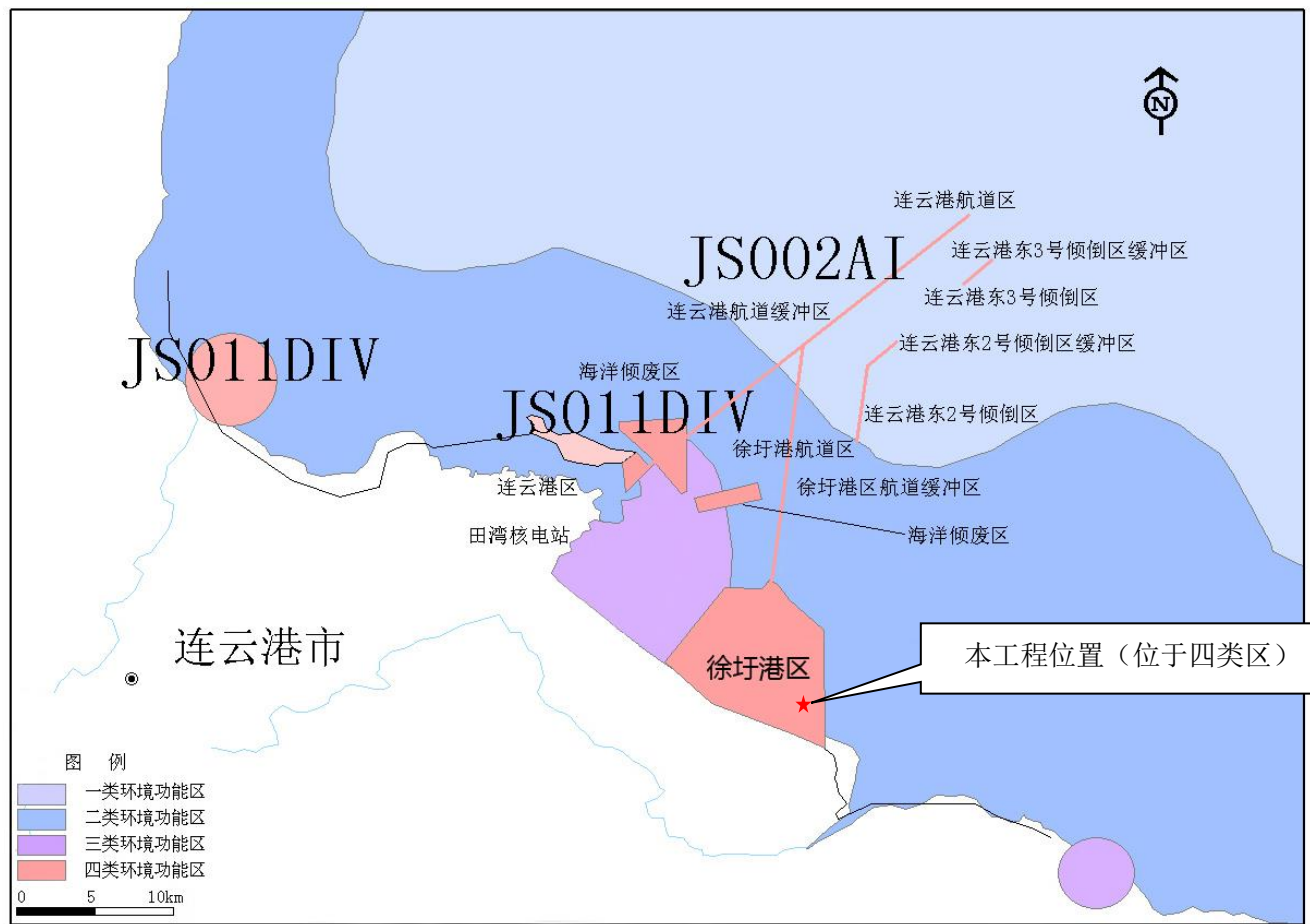 N
连云港航道区
JS002AI
连云港东3号倾倒区缓冲区
连云港东3号倾倒区
连云港航道缓冲区
连云港东2号倾倒区缓冲区
JS011DIV
海洋倾废区
JS011DIV
连云港东2号倾倒区
徐圩港航道区
连云港区
徐圩港区航道缓冲区
田湾核电站
海洋倾废区
连云港市
徐圩港区
本工程位置（位于四类区）
图 例
一类环境功能区
二类环境功能区
三类环境功能区
四类环境功能区
0 5 10km